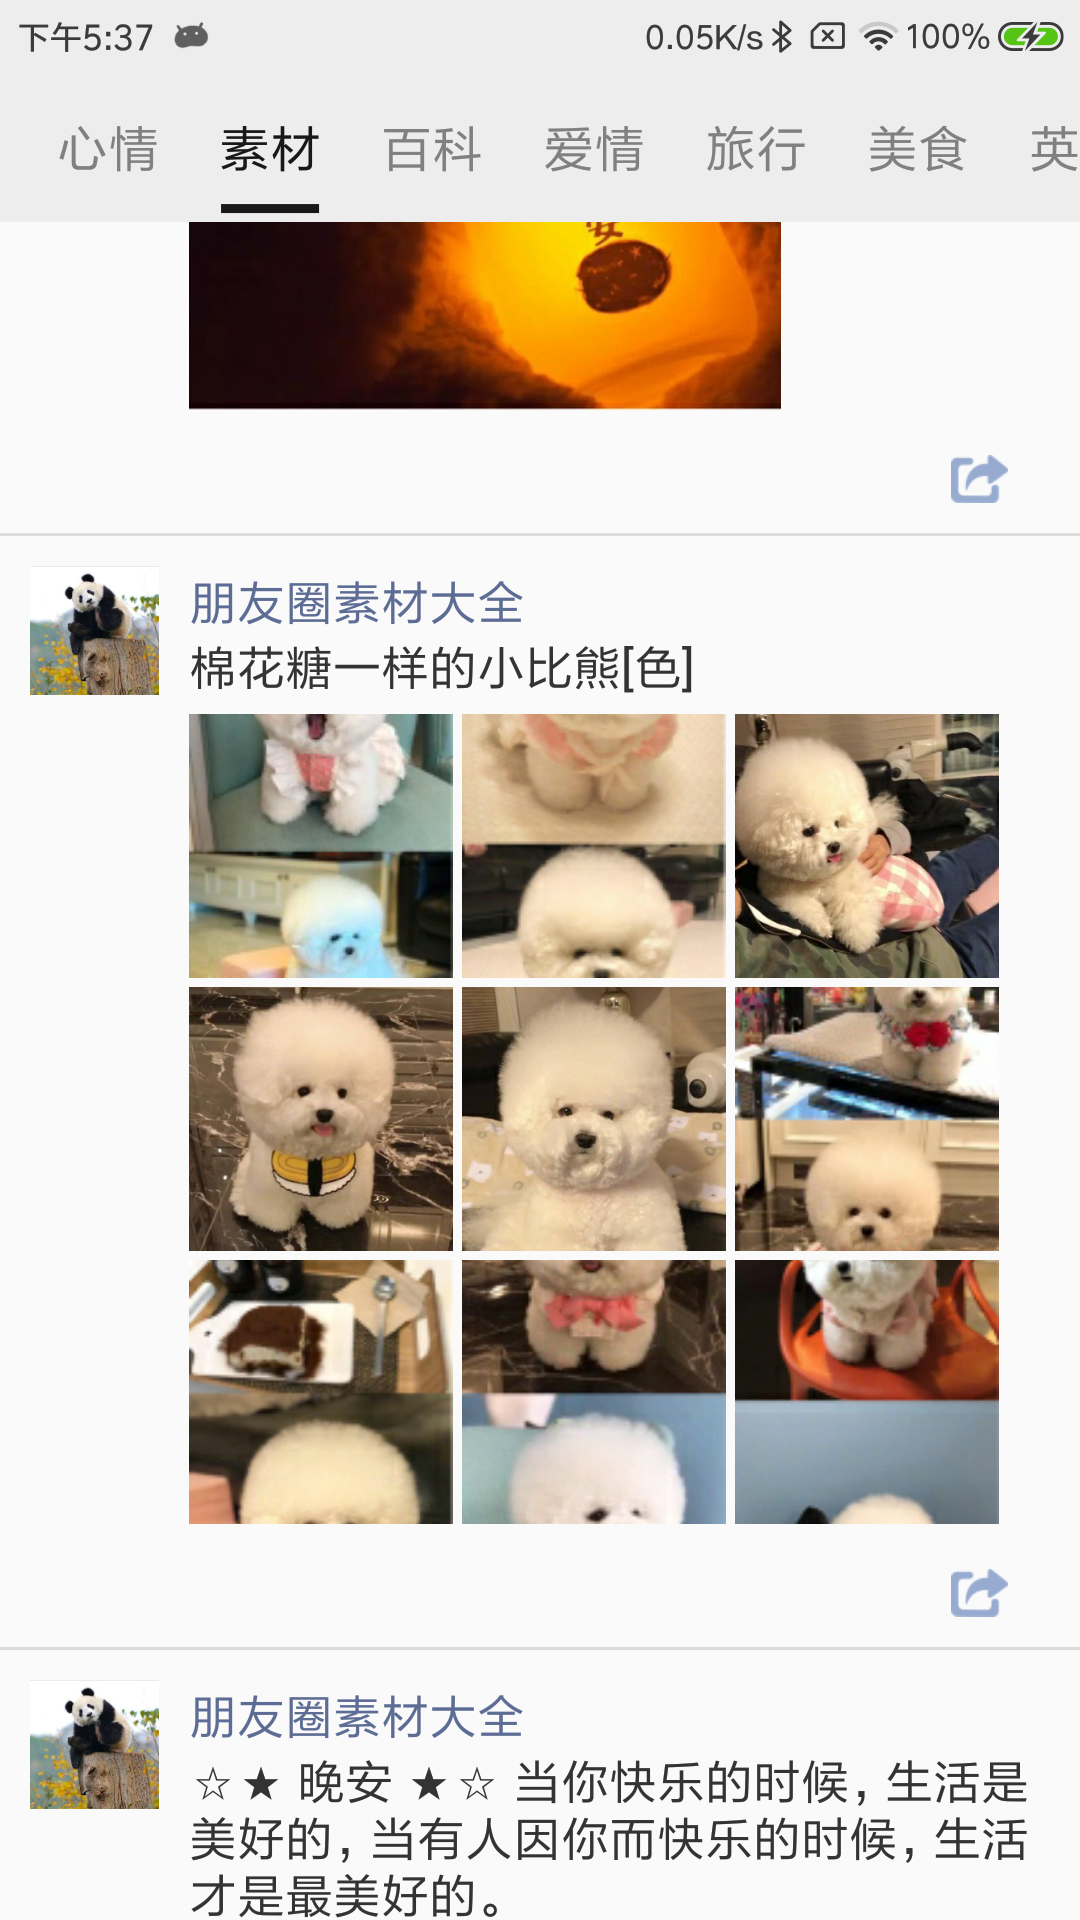 下午5:37
0.05K/s
100%
心情 素材 百科 爱情 旅行 美食 英
安
朋友圈素材大全
棉花糖一样的小比熊[色]
朋友圈素材大全
☆★ 晚安 ★☆ 当你快乐的时候,生活是
美好的,当有人因你而快乐的时候,生活
才是最美好的。